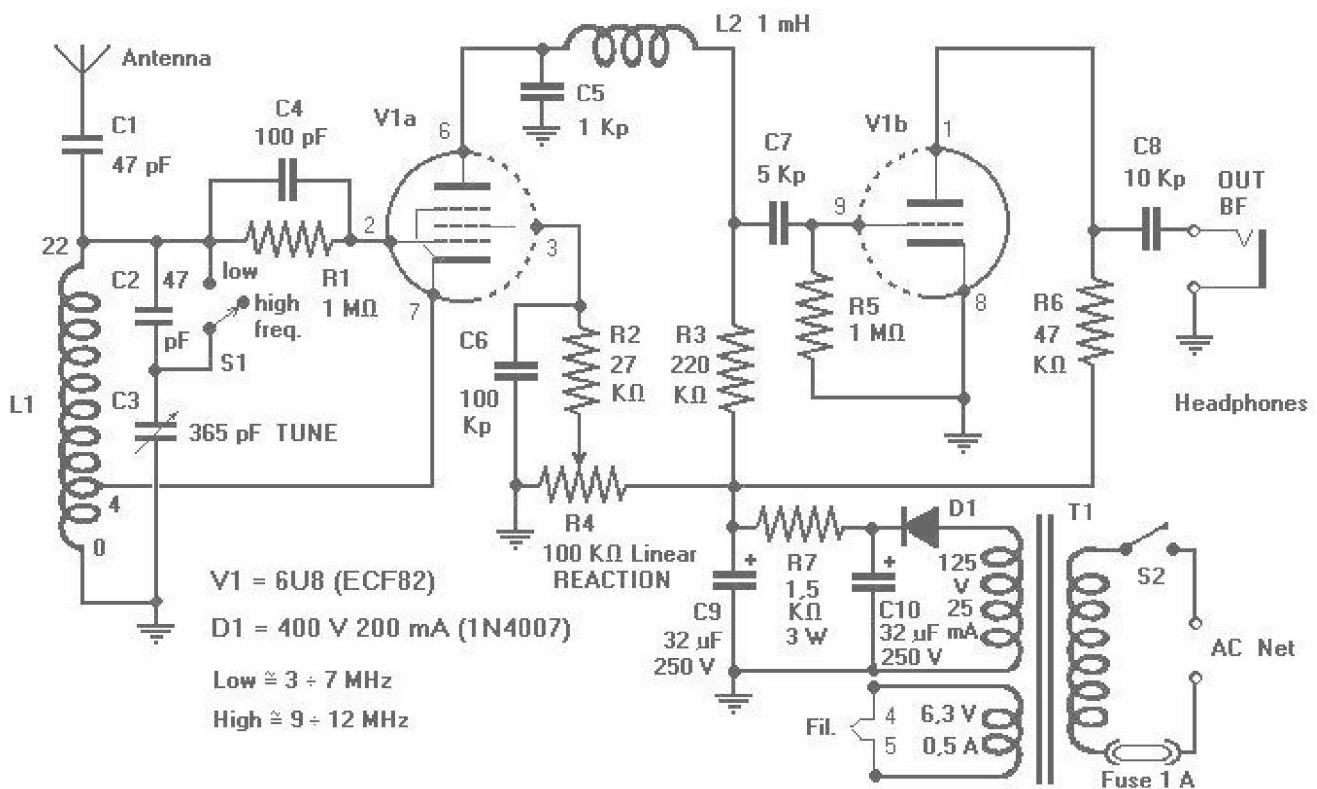 Antenna
C1
47 pF
C4
100 pF
V1a
6
L2 1 mH
C5
1 Kp
V1b
1
C7
5 Kp
C8
10 Kp
OUT
BF
22
C2
47
pF
low
high
freq.
S1
R1
1 MΩ
2
3
7
9
8
L1
C3
365 pF TUNE
4
0
C6
100
Kp
R2
27
KΩ
R3
220
KΩ
R5
1 MΩ
R6
47
KΩ
Headphones
R4
100 KΩ Linear
REACTION
V1 = 6U8 (ECF82)
D1 = 400 V 200 mA (1N4007)
Low ≅ 3 ÷ 7 MHz
High ≅ 9 ÷ 12 MHz
+
C9
32 µF
250 V
R7
1,5
KΩ
3 W
+
C10
32 µF
250 V
D1
125
V
25
mA
T1
S2
AC Net
Fil.
4
5
6,3 V
0,5 A
Fuse 1 A